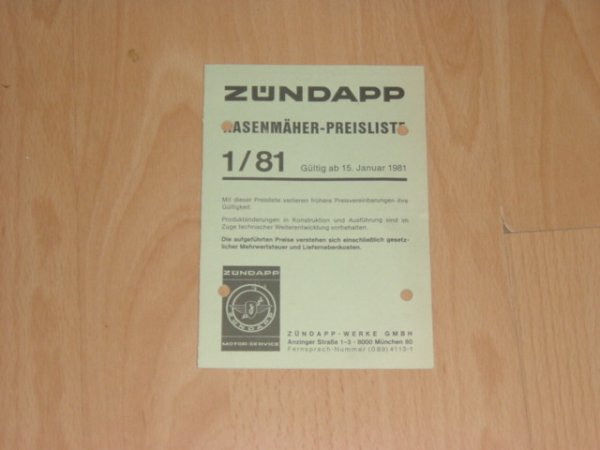 ZÜNDAPP
RASENMÄHER-PREISLISTE
1/81 Gültig ab 15. Januar 1981
Mit dieser Preisliste verlieren frühere Preisvereinbarungen ihre
Gültigkeit.
Produktänderungen in Konstruktion und Ausführung sind im
Zuge technischer Weiterentwicklung vorbehalten.
Die aufgeführten Preise verstehen sich einschließlich gesetz-
licher Mehrwertsteuer und Liefernebenkosten.
ZÜNDAPP
ZÜNDAPP
MOTOR-SERVICE
ZÜNDAPP-WERKE GMBH
Anzinger Straße 1-3 · 8000 München 80
Fernsprech-Nummer (089) 4113-1